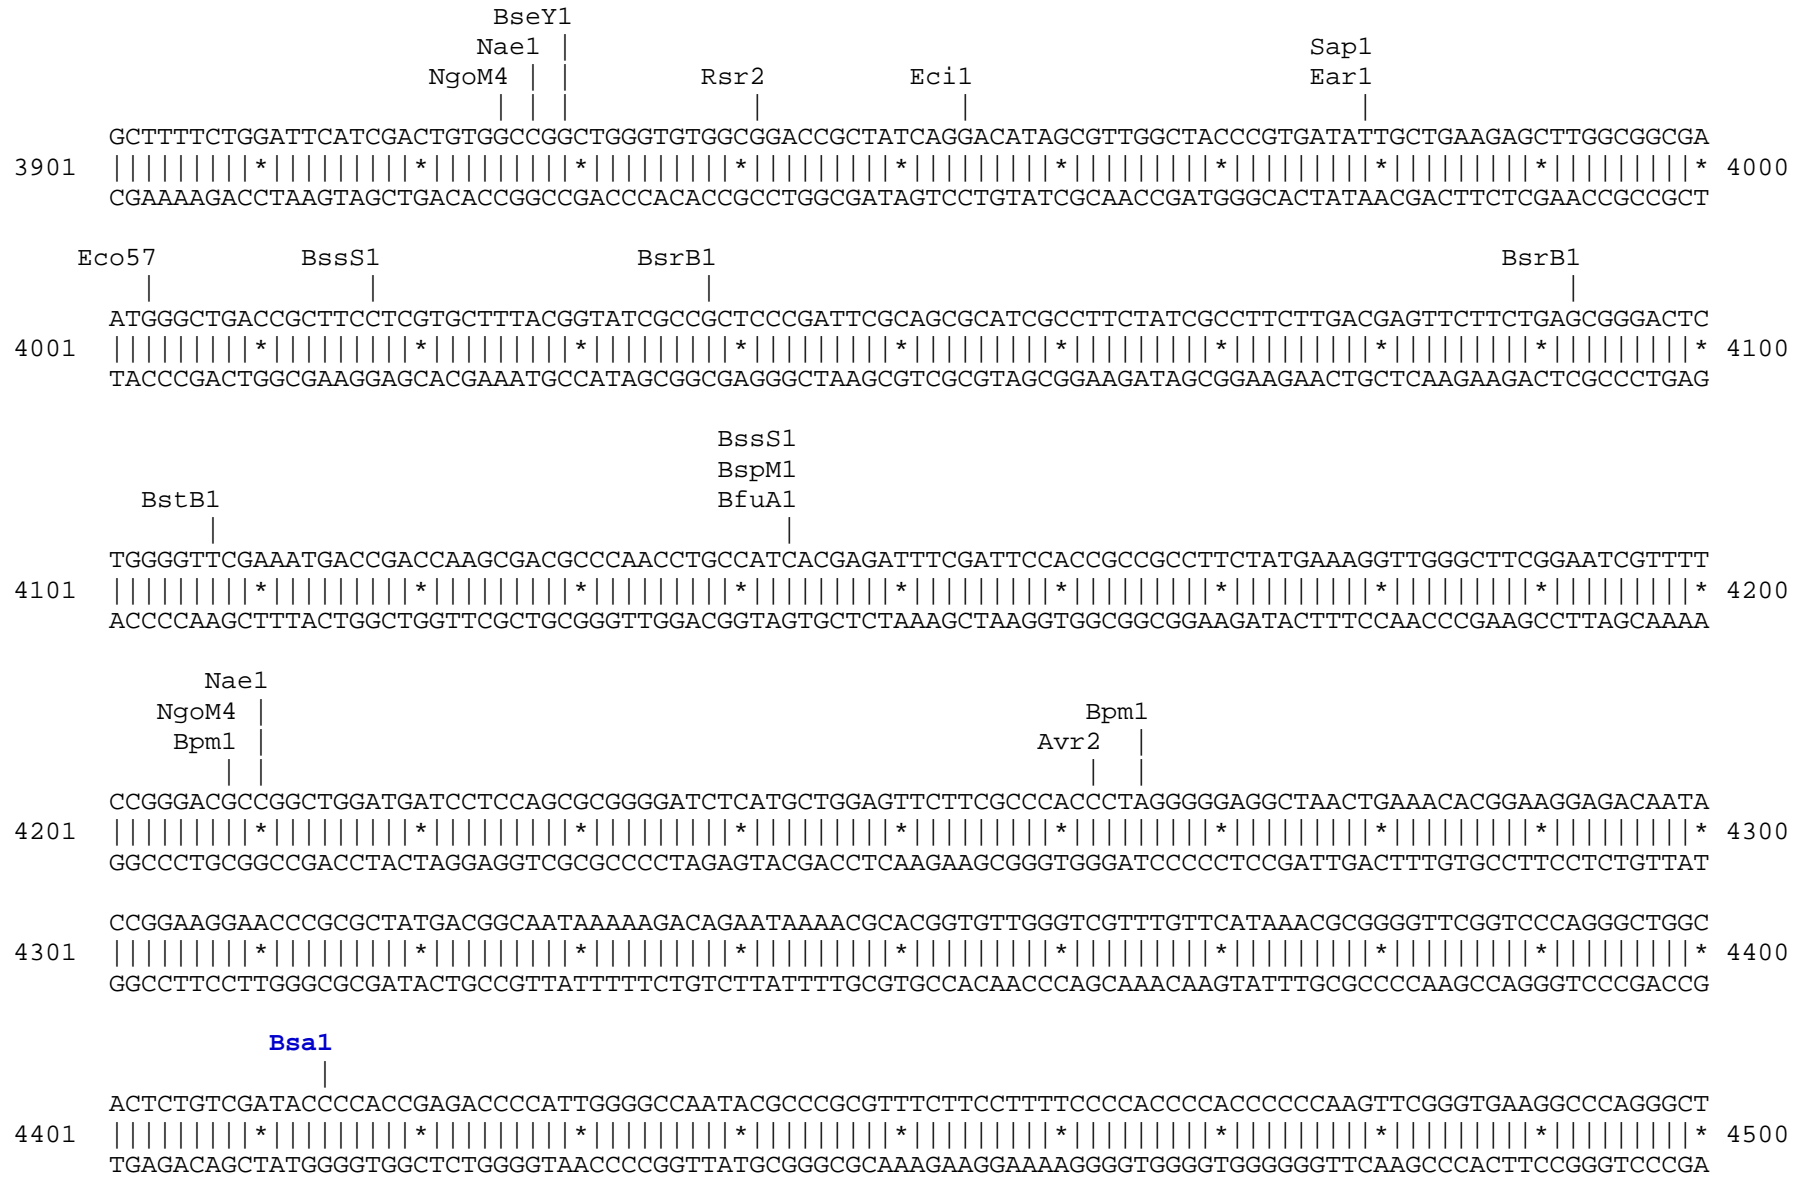 BseY1
Nae1 |
NgoM4 | | Rsr2 Eci1 Sap1
Ear1
GCTTTTCTGGATTCATCGACTGTGGCCGGCTGGGTGTGGCGGACCGCTATCAGGACATAGCGTTGGCTACCCGTGATATTGCTGAAGAGCTTGGCGGCGA
3901 |||||||||*|||||||||*|||||||||*|||||||||*|||||||||*|||||||||*|||||||||*|||||||||*|||||||||*|||||||||* 4000
CGAAAAGACCTAAGTAGCTGACACCGGCCGACCCACACCGCCTGGCGATAGTCCTGTATCGCAACCGATGGGCACTATAACGACTTCTCGAACCGCCGCT
Eco57 BssS1 BsrB1 BsrB1
ATGGGCTGACCGCTTCCTCGTGCTTTACGGTATCGCCGCTCCCGATTCGCAGCGCATCGCCTTCTATCGCCTTCTTGACGAGTTCTTCTGAGCGGGACTC
4001 |||||||||*|||||||||*|||||||||*|||||||||*|||||||||*|||||||||*|||||||||*|||||||||*|||||||||*|||||||||* 4100
TACCCGACTGGCGAAGGAGCACGAAATGCCATAGCGGCGAGGGCTAAGCGTCGCGTAGCGGAAGATAGCGGAAGAACTGCTCAAGAAGACTCGCCCTGAG
BssS1
BspM1
BstB1 BfuA1
TGGGGTTCGAAATGACCGACCAAGCGACGCCCAACCTGCCATCACGAGATTTCGATTCCACCGCCGCCTTCTATGAAAGGTTGGGCTTCGGAATCGTTTT
4101 |||||||||*|||||||||*|||||||||*|||||||||*|||||||||*|||||||||*|||||||||*|||||||||*|||||||||*|||||||||* 4200
ACCCCAAGCTTTACTGGCTGGTTCGCTGCGGGTTGGACGGTAGTGCTCTAAAGCTAAGGTGGCGGCGGAAGATACTTTCCAACCCGAAGCCTTAGCAAAA
Nae1
NgoM4 | Bpm1
Bpm1 | Avr2 |
CCGGGACGCCGGCTGGATGATCCTCCAGCGCGGGGATCTCATGCTGGAGTTCTTCGCCCACCCTAGGGGGAGGCTAACTGAAACACGGAAGGAGACAATA
4201 |||||||||*|||||||||*|||||||||*|||||||||*|||||||||*|||||||||*|||||||||*|||||||||*|||||||||*|||||||||* 4300
GGCCCTGCGGCCGACCTACTAGGAGGTCGCGCCCCTAGAGTACGACCTCAAGAAGCGGGTGGGATCCCCCTCCGATTGACTTTGTGCCTTCCTCTGTTAT
CCGGAAGGAACCCGCGCTATGACGGCAATAAAAAGACAGAATAAAACGCACGGTGTTGGGTCGTTTGTTCATAAACGCGGGGTTCGGTCCCAGGGCTGGC
4301 |||||||||*|||||||||*|||||||||*|||||||||*|||||||||*|||||||||*|||||||||*|||||||||*|||||||||*|||||||||* 4400
GGCCTTCCTTGGGCGCGATACTGCCGTTATTTTTCTGTCTTATTTTGCGTGCCACAACCCAGCAAACAAGTATTTGCGCCCCAAGCCAGGGTCCCGACCG
Bsa1
ACTCTGTCGATACCCCACCGAGACCCCATTGGGGCCAATACGCCCGCGTTTCTTCCTTTTCCCCACCCCACCCCCCAAGTTCGGGTGAAGGCCCAGGGCT
4401 |||||||||*|||||||||*|||||||||*|||||||||*|||||||||*|||||||||*|||||||||*|||||||||*|||||||||*|||||||||* 4500
TGAGACAGCTATGGGGTGGCTCTGGGGTAACCCCGGTTATGCGGGCGCAAAGAAGGAAAAGGGGTGGGGTGGGGGGTTCAAGCCCACTTCCGGGTCCCGA